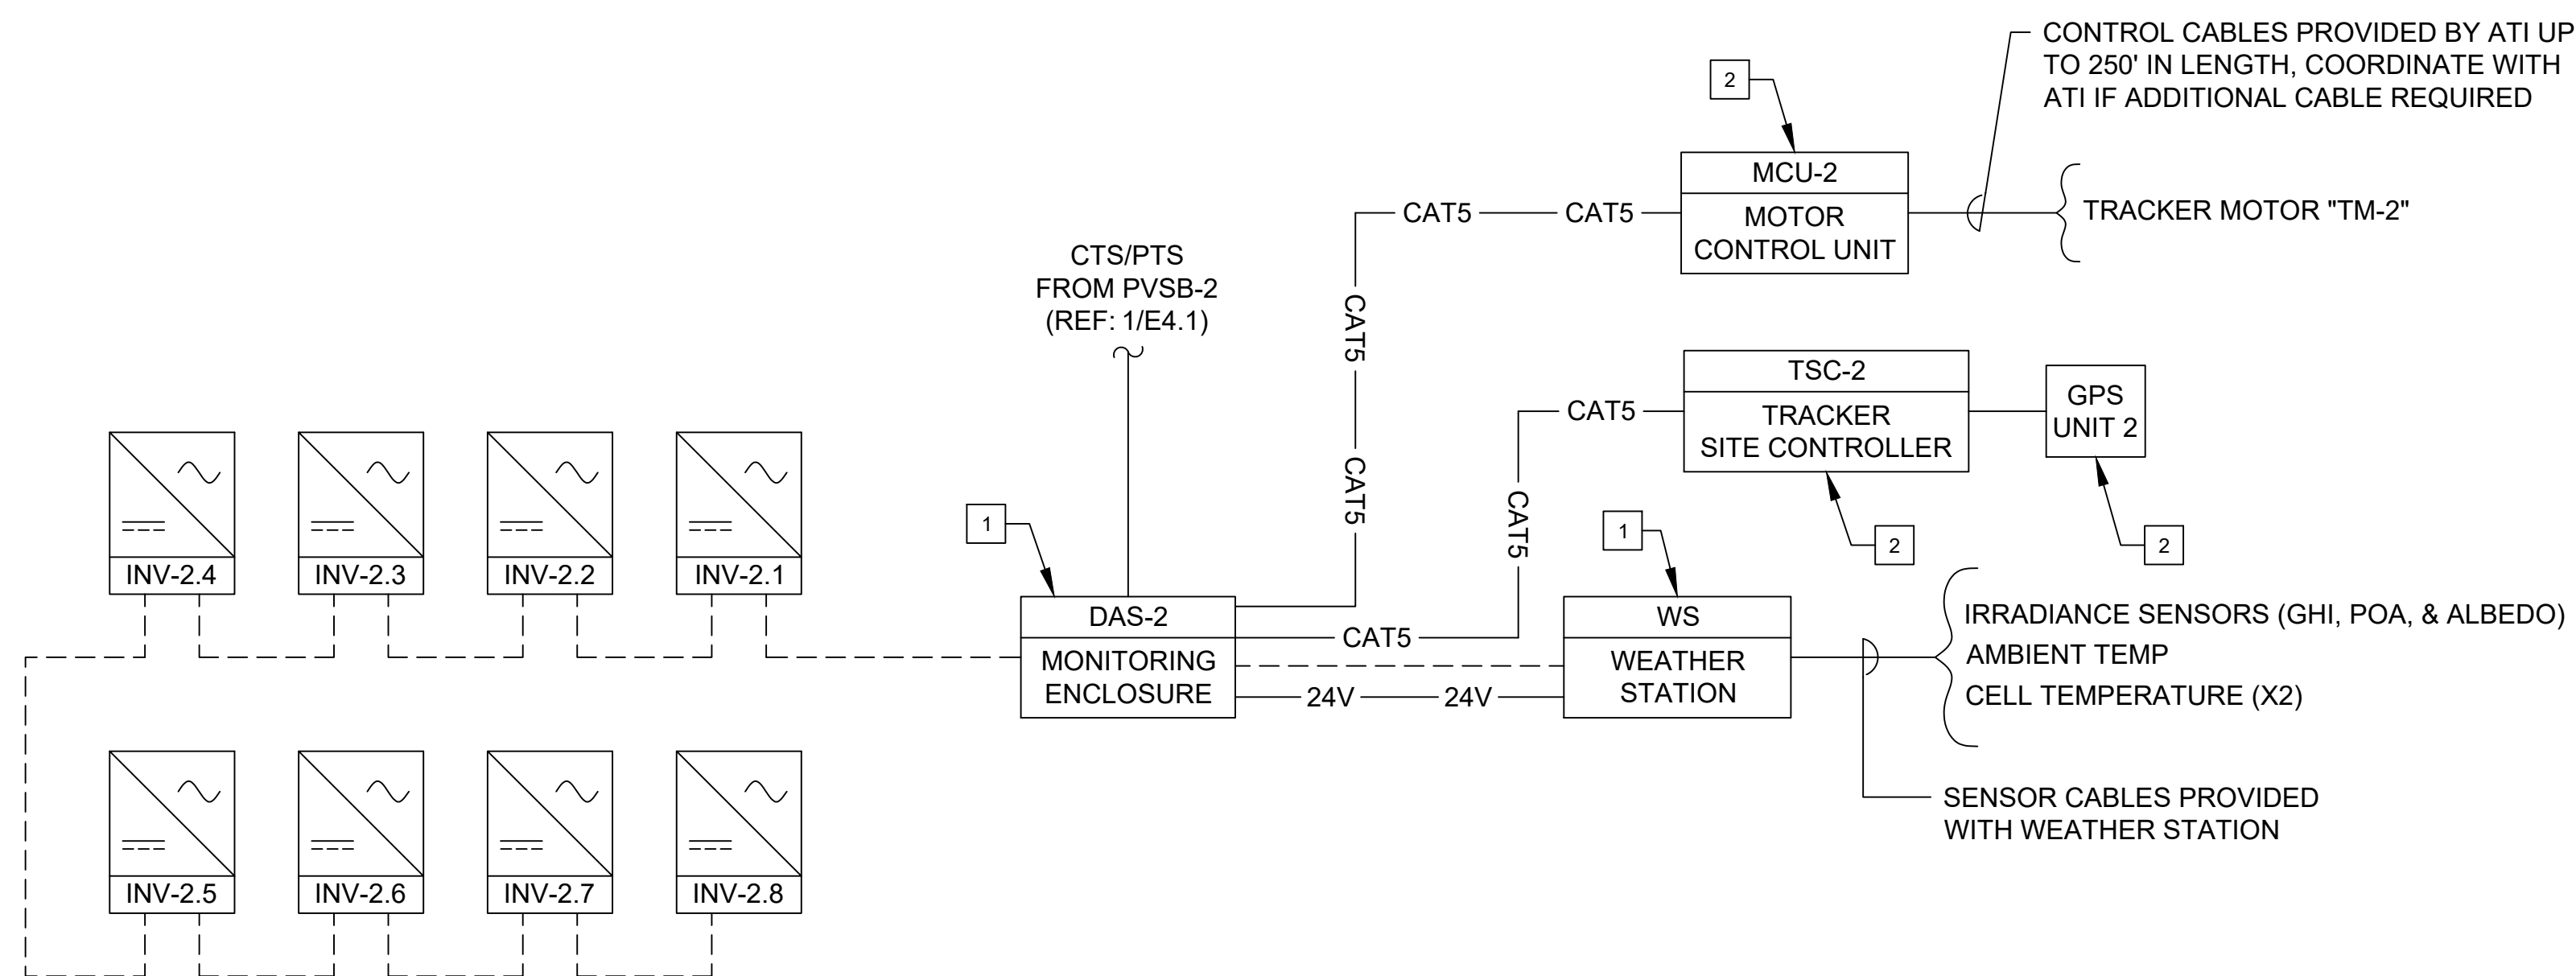 CONTROL CABLES PROVIDED BY ATI UP
TO 250' IN LENGTH, COORDINATE WITH
ATI IF ADDITIONAL CABLE REQUIRED
2
MCU-2
MOTOR
CONTROL UNIT
CAT5
CAT5
TRACKER MOTOR "TM-2"
CTS/PTS
FROM PVSB-2
(REF: 1/E4.1)
CAT5
CAT5
TSC-2
TRACKER
SITE CONTROLLER
CAT5
GPS
UNIT 2
CAT5
2
2
INV-2.4
INV-2.3
INV-2.2
INV-2.1
1
DAS-2
MONITORING
ENCLOSURE
CAT5
24V
24V
1
WS
WEATHER
STATION
IRRADIANCE SENSORS (GHI, POA, & ALBEDO)
AMBIENT TEMP
CELL TEMPERATURE (X2)
SENSOR CABLES PROVIDED
WITH WEATHER STATION
INV-2.5
INV-2.6
INV-2.7
INV-2.8